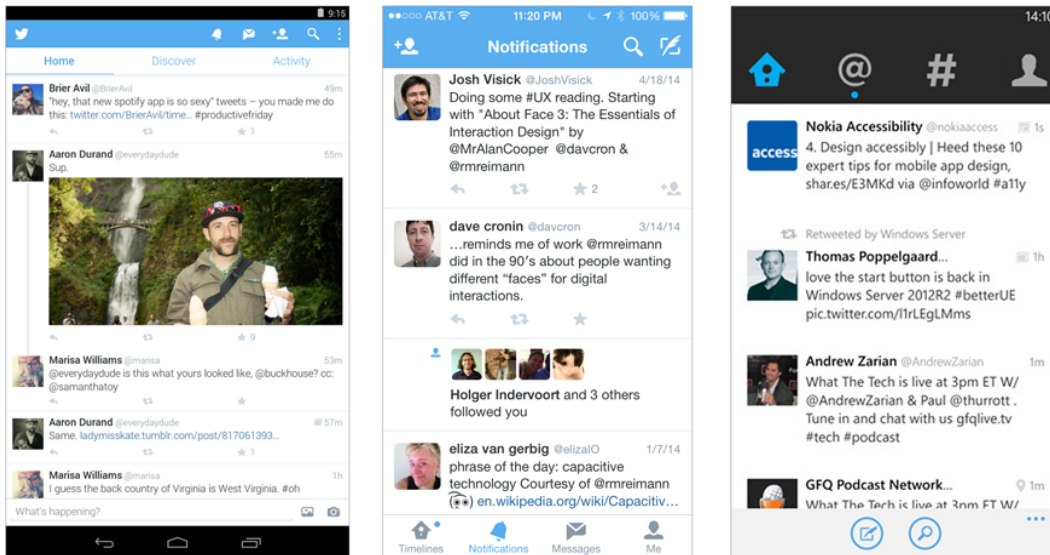 9:15
Home Discover Activity
Brier Avil @BrierAvil 49m
"hey, that new spotify app is so sexy" tweets – you made me do
this: twitter.com/BrierAvil/time... #productivefriday
1
Aaron Durand @everydaydude 55m
Sup.
9
Marisa Williams @marisa 53m
@everydaydude is this what yours looked like, @buckhouse? cc:
@samanthatoy
Aaron Durand @everydaydude 57m
Same. ladymisskate.tumblr.com/post/817061393...
Marisa Williams @marisa 1h
I guess the back country of Virginia is West Virginia. #oh
What's happening?
AT&T 11:20 PM 100%
Notifications
Josh Visick @JoshVisick 4/18/14
Doing some #UX reading. Starting
with "About Face 3: The Essentials of
Interaction Design" by
@MrAlanCooper @davcron &
@rmreimann
2
dave cronin @davcron 3/14/14
…reminds me of work @rmreimann
did in the 90's about people wanting
different “faces” for digital
interactions.
Holger Indervoort and 3 others
followed you
eliza van gerbig @elizaIO 1/7/14
phrase of the day: capacitive
technology Courtesy of @rmreimann
en.wikipedia.org/wiki/Capacitiv…
Timelines Notifications Messages Me
14:10
@ #
access
Nokia Accessibility @nokiaaccess 1s
4. Design accessibly | Heed these 10
expert tips for mobile app design,
shar.es/E3MKd via @infoworld #a11y
Retweeted by Windows Server
Thomas Poppelgaard... 1h
love the start button is back in
Windows Server 2012R2 #betterUE
pic.twitter.com/l1rLEgLMms
Andrew Zarian @AndrewZarian 1m
What The Tech is live at 3pm ET W/
@AndrewZarian & Paul @thurrott .
Tune in and chat with us gfqlive.tv
#tech #podcast
GFQ Podcast Network... 1m
What The Tech is live at 3pm ET W/